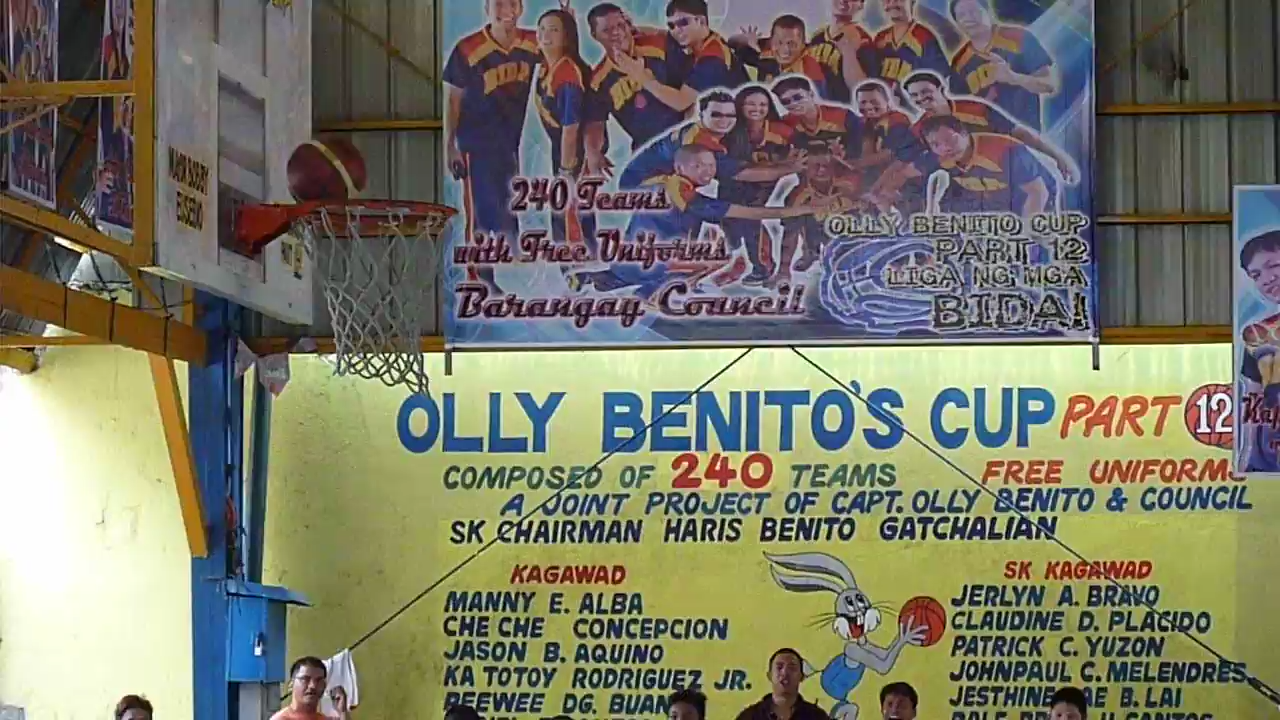 240 Teams
with Free Uniforms
Barangay Council
OLLY BENITO CUP
PART 12
LIGA NG MGA
BIDA!
OLLY BENITO'S CUP PART 12
COMPOSED OF 240 TEAMS FREE UNIFORMS
A JOINT PROJECT OF CAPT. OLLY BENITO & COUNCIL
SK CHAIRMAN HARIS BENITO GATCHALIAN
KAGAWAD
MANNY E. ALBA
CHE CHE CONCEPCION
JASON B. AQUINO
KA TOTOY RODRIGUEZ JR.
PEEWEE DG.
SK KAGAWAD
JERLYN A. BRAVO
CLAUDINE D. PLACIDO
PATRICK C. YUZON
JOHNPAUL C. MELENDRES
B. LAI